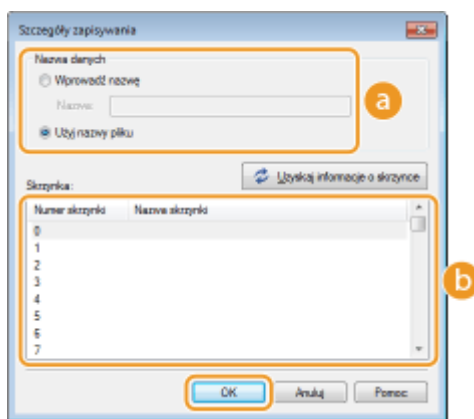 Szczegóły zapisywania
Nazwa danych
Wprowadź nazwę
Nazwa:
Użyj nazwy pliku
a
Uzyskaj informacje o skrzynce
Skrzynka:
Numer skrzynki Nazwa skrzynki
0
1
2
3
4
5
6
7
b
OK Anuluj Pomoc